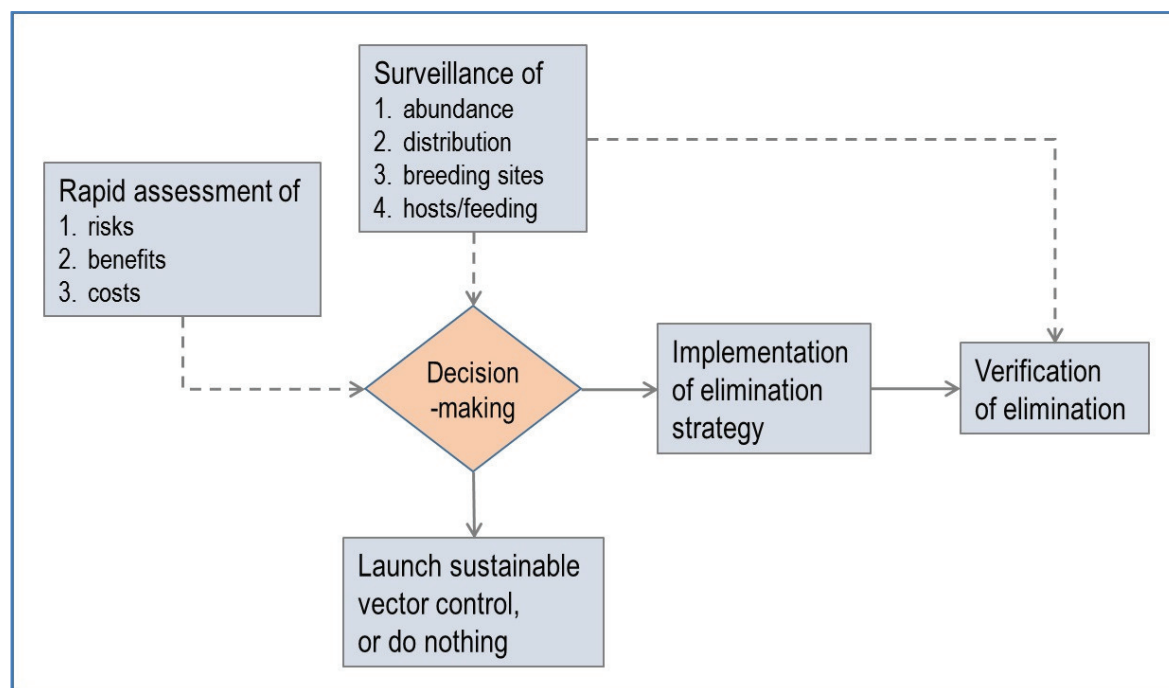 Surveillance of
1. abundance
2. distribution
3. breeding sites
4. hosts/feeding
Rapid assessment of
1. risks
2. benefits
3. costs
Decision
-making
Implementation
of elimination
strategy
Verification
of elimination
Launch sustainable
vector control,
or do nothing